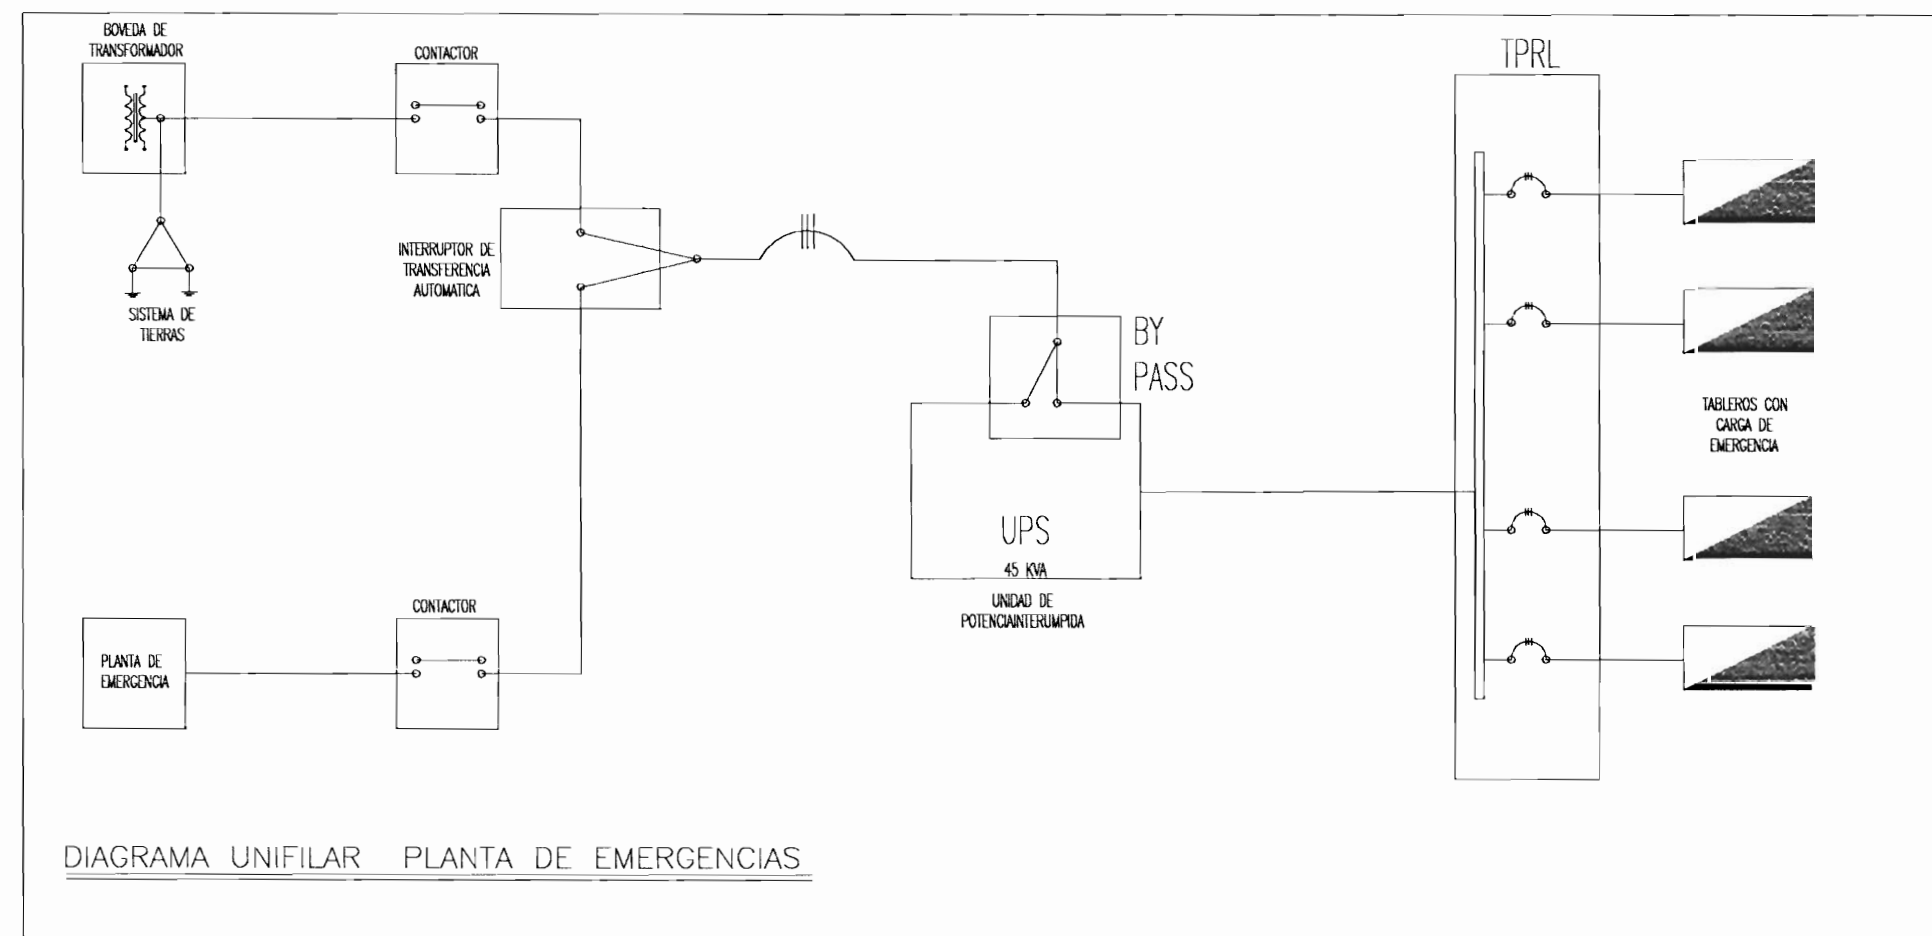 BOVEDA DE
TRANSFORMADOR
CONTACTOR
TPRL
INTERRUPTOR DE
TRANSFERENCIA
AUTOMATICA
SISTEMA DE
TIERRAS
BY
PASS
TABLEROS CON
CARGA DE
EMERGENCIA
UPS
45 KVA
UNIDAD DE
POTENCIAINTERUMPIDA
CONTACTOR
PLANTA DE
EMERGENCIA
DIAGRAMA UNIFILAR PLANTA DE EMERGENCIAS